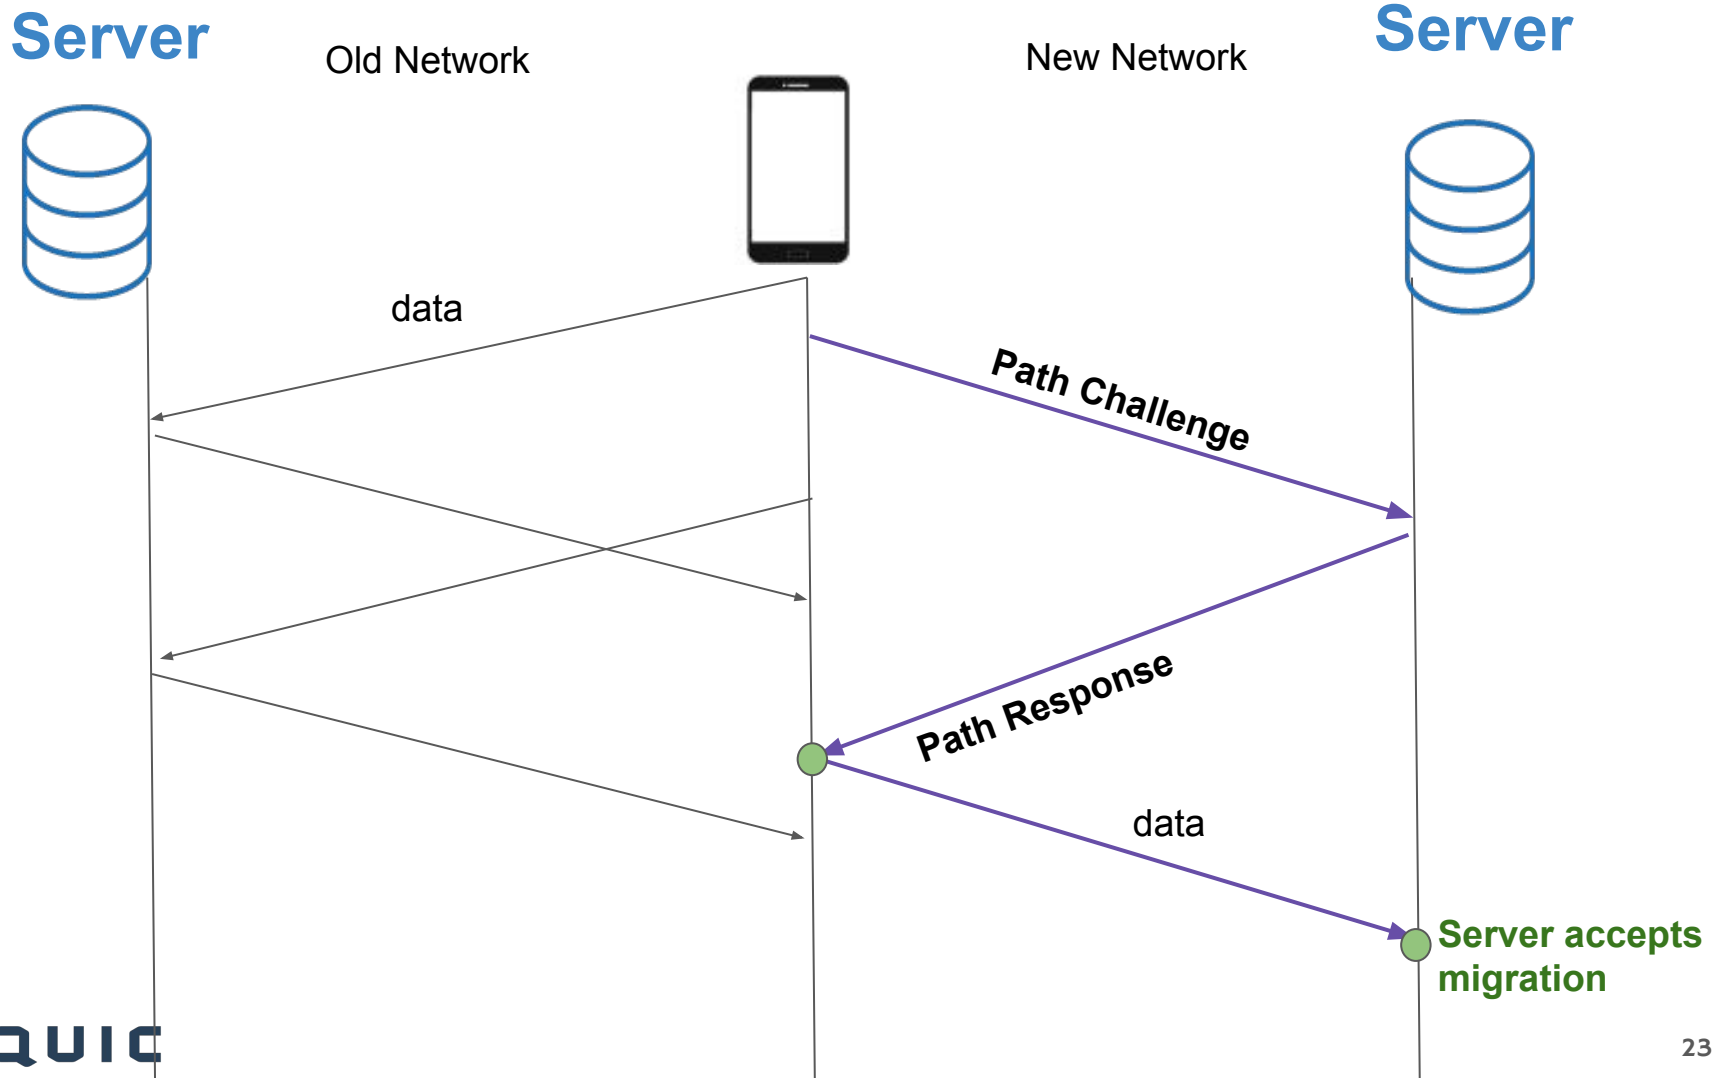 Server
Old Network
New Network
Server
data
Path Challenge
Path Response
data
Server accepts
migration
QUIC
23